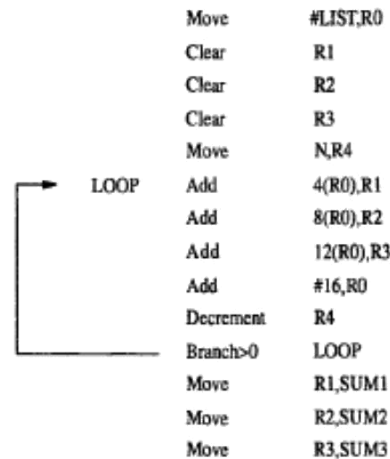 Move #LIST,R0
Clear R1
Clear R2
Clear R3
Move N,R4
LOOP Add 4(R0),R1
Add 8(R0),R2
Add 12(R0),R3
Add #16,R0
Decrement R4
Branch>0 LOOP
Move R1,SUM1
Move R2,SUM2
Move R3,SUM3